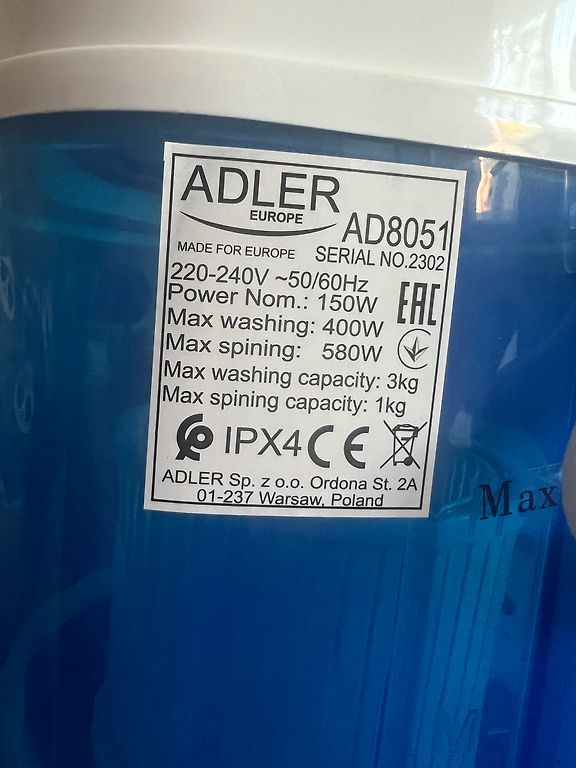 ADLER
EUROPE
AD8051
MADE FOR EUROPE
SERIAL NO.2302
220-240V ~50/60Hz
Power Nom.: 150W
EAC
Max washing: 400W
Max spining: 580W
Max washing capacity: 3kg
Max spining capacity: 1kg
IPX4 CE
ADLER Sp. z o.o. Ordona St. 2A
01-237 Warsaw, Poland
Max